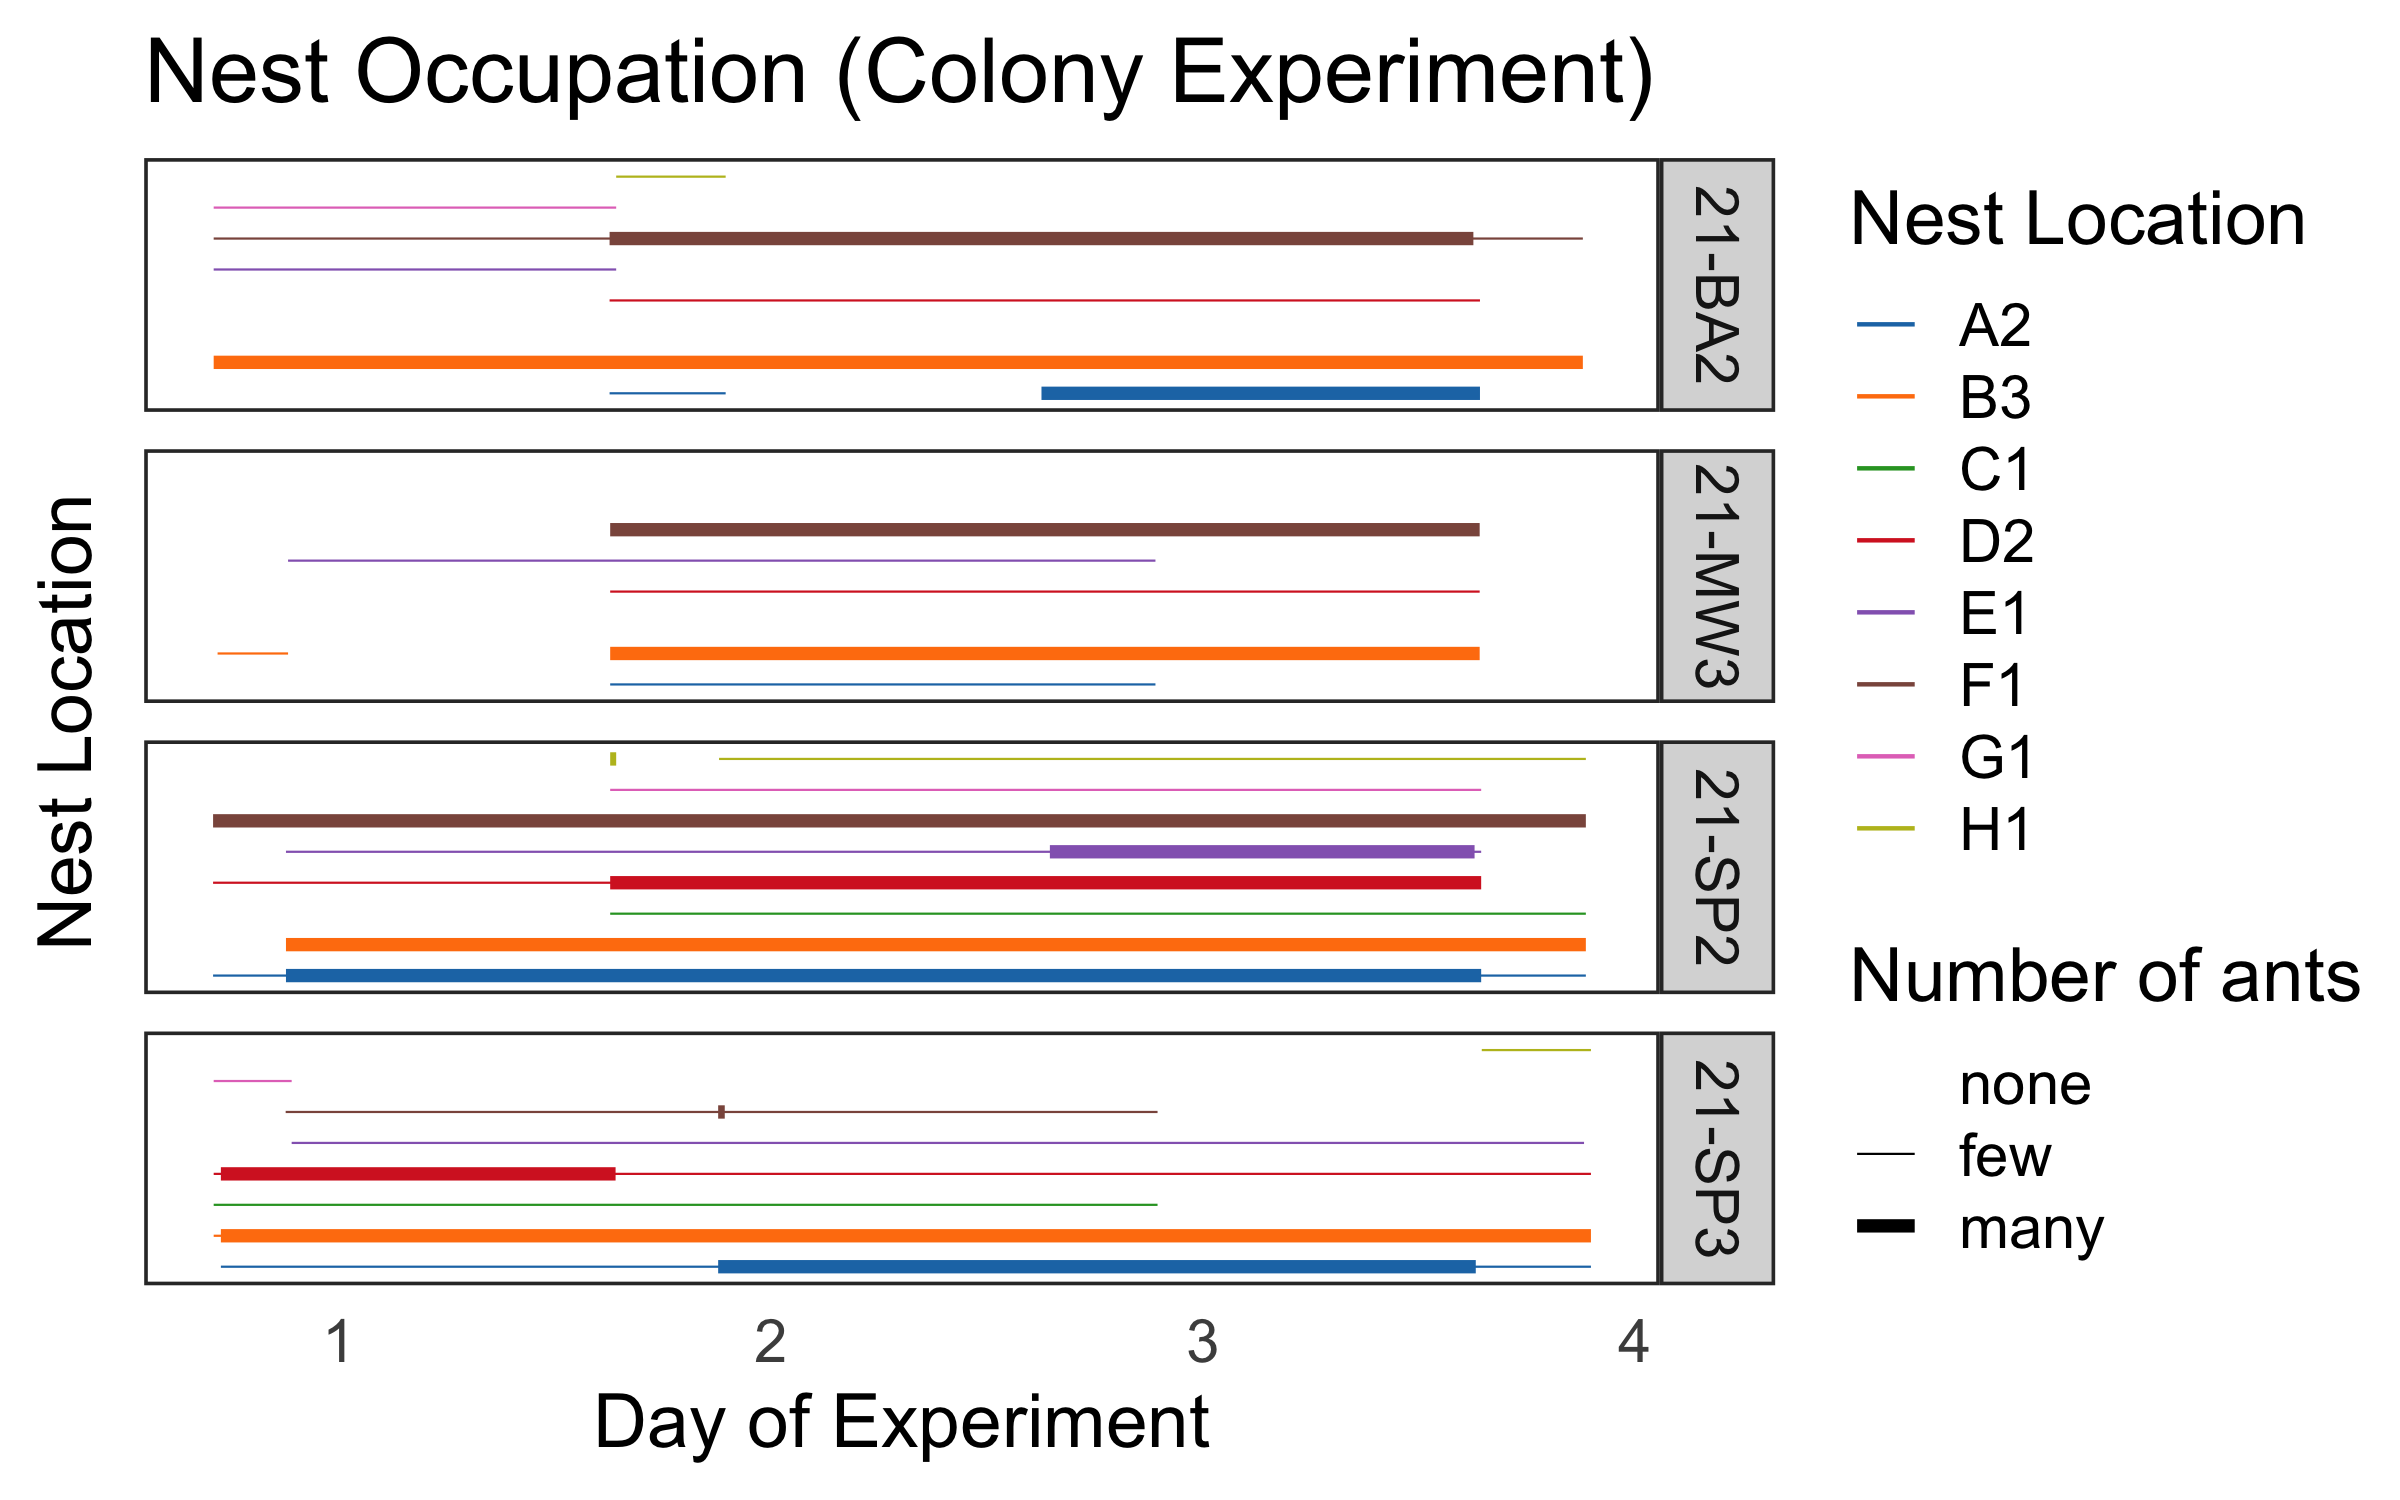 Nest Occupation (Colony Experiment)
Nest Location
21-BA2
21-MW3
21-SP2
21-SP3
1 2 3 4
Day of Experiment
Nest Location
A2
B3
C1
D2
E1
F1
G1
H1
Number of ants
none
few
many